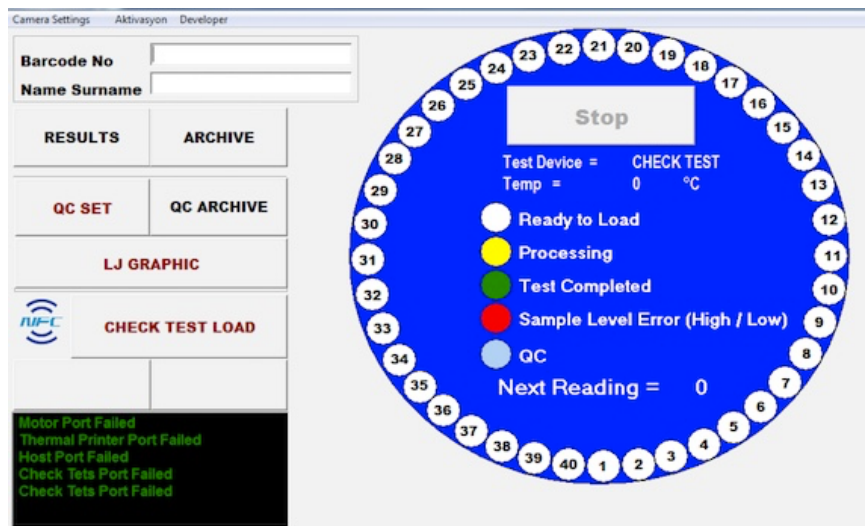 Camera Settings Aktivasyon Developer
Barcode No
Name Surname
RESULTS ARCHIVE
QC SET QC ARCHIVE
LJ GRAPHIC
NFC
CHECK TEST LOAD
Motor Port Failed
Thermal Printer Port Failed
Host Port Failed
Check Tets Port Failed
Check Tets Port Failed
Stop
Test Device = CHECK TEST
Temp = 0 °C
Ready to Load
Processing
Test Completed
Sample Level Error (High / Low)
QC
Next Reading = 0
1
2
3
4
5
6
7
8
9
10
11
12
13
14
15
16
17
18
19
20
21
22
23
24
25
26
27
28
29
30
31
32
33
34
35
36
37
38
39
40